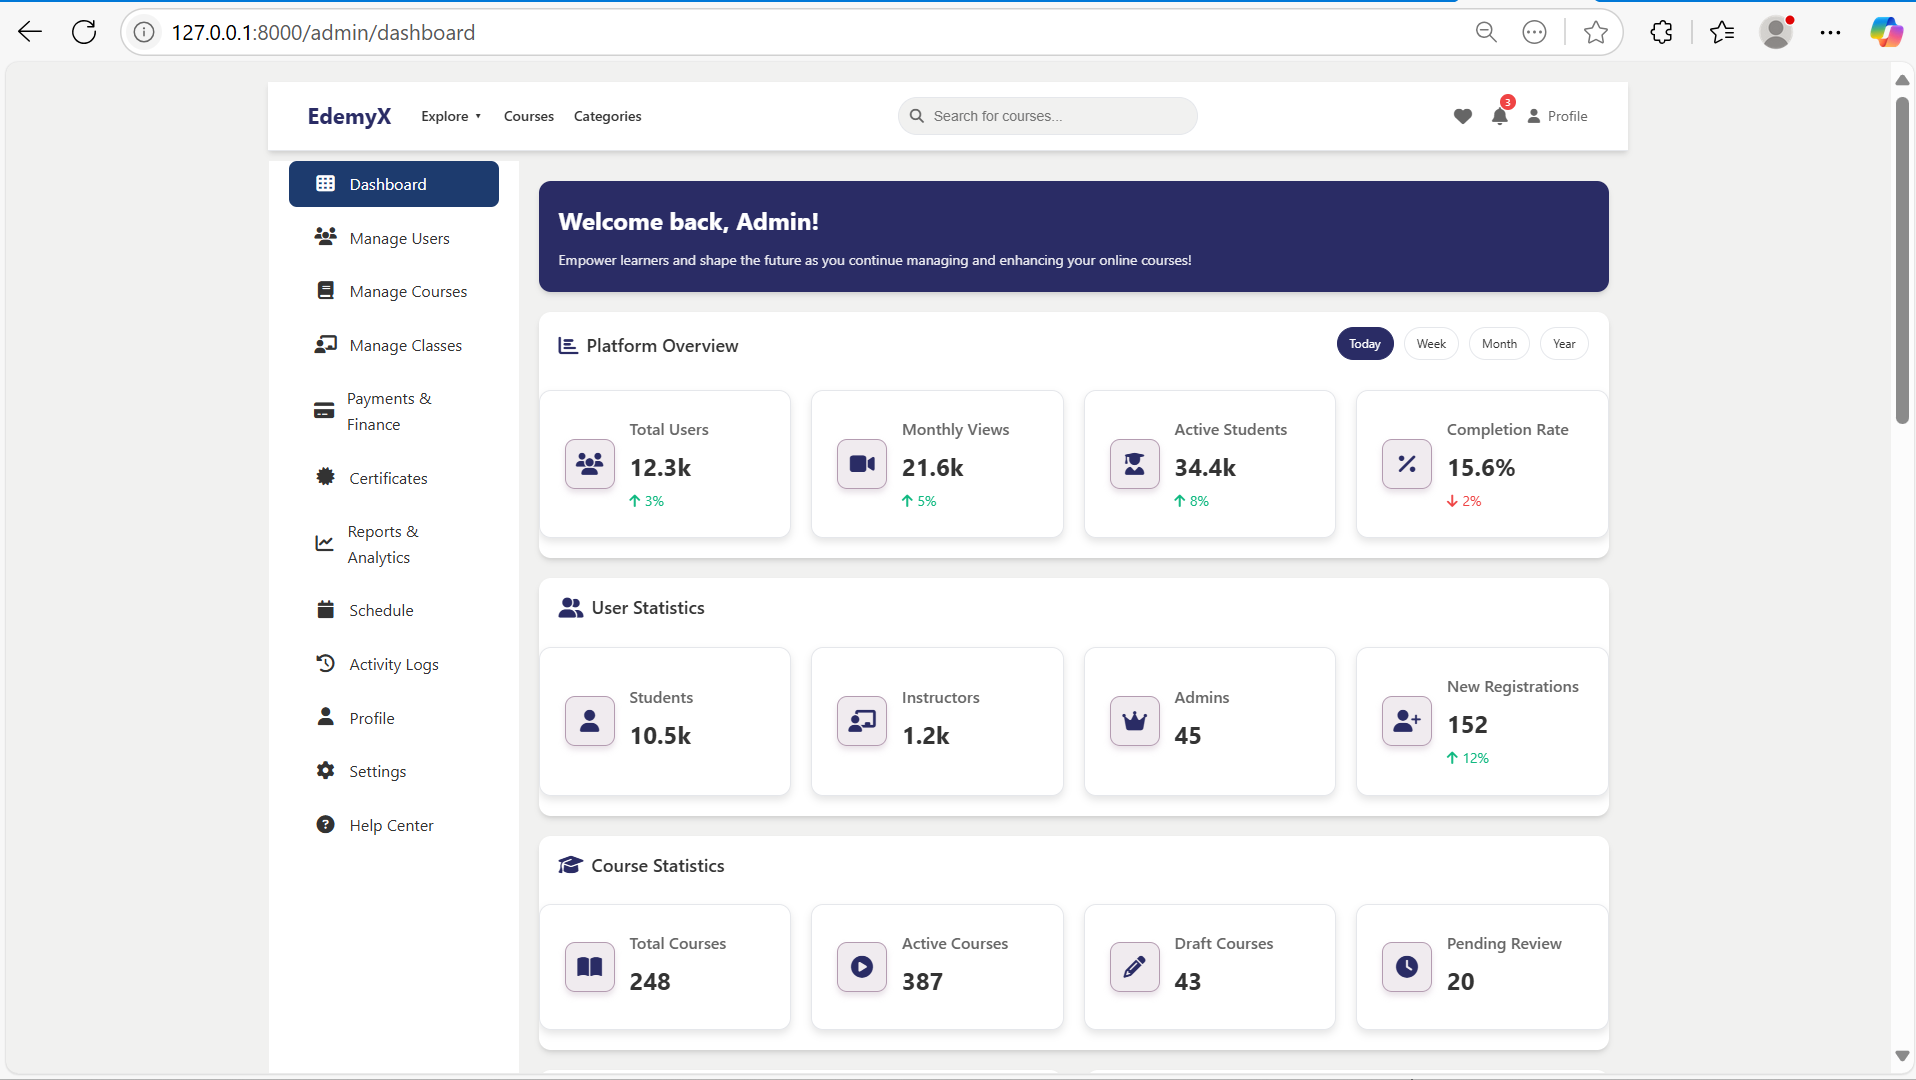 127.0.0.1:8000/admin/dashboard
EdemyX
Explore
Courses
Categories
Search for courses...
3
Profile
Dashboard
Manage Users
Manage Courses
Manage Classes
Payments &
Finance
Certificates
Reports &
Analytics
Schedule
Activity Logs
Profile
Settings
Help Center
Welcome back, Admin!
Empower learners and shape the future as you continue managing and enhancing your online courses!
Platform Overview
Today
Week
Month
Year
Total Users
12.3k
3%
Monthly Views
21.6k
5%
Active Students
34.4k
8%
Completion Rate
15.6%
2%
User Statistics
Students
10.5k
Instructors
1.2k
Admins
45
New Registrations
152
12%
Course Statistics
Total Courses
248
Active Courses
387
Draft Courses
43
Pending Review
20